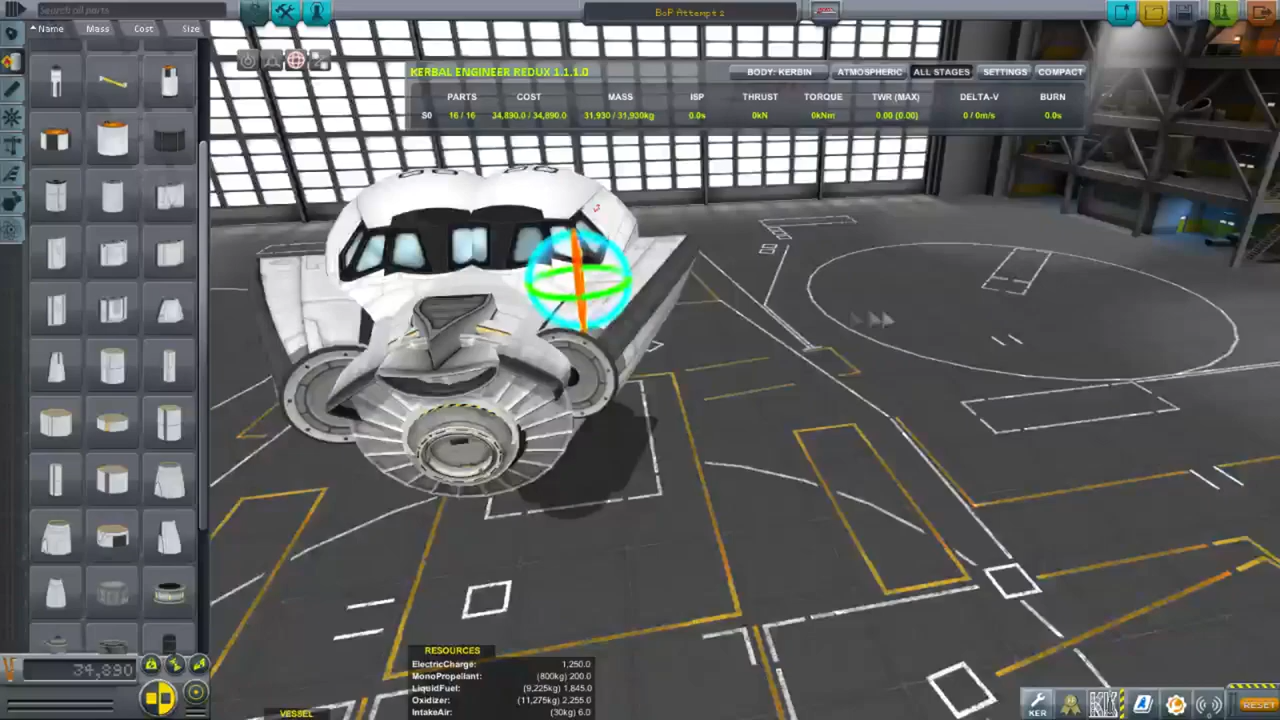 Search all parts
BoP Attempt 2
Name Mass Cost Size
KERBAL ENGINEER REDUX 1.1.1.0 BODY: KERBIN ATMOSPHERIC ALL STAGES SETTINGS COMPACT
PARTS COST MASS ISP THRUST TORQUE TWR (MAX) DELTA-V BURN
S0 16 / 16 34,890.0 / 34,890.0 31,930 / 31,930kg 0.0s 0kN 0kNm 0.00 (0.00) 0 / 0m/s 0.0s
RESOURCES
ElectricCharge: 1,250.0
MonoPropellant: (800kg) 200.0
LiquidFuel: (9,225kg) 1,845.0
Oxidizer: (11,275kg) 2,255.0
IntakeAir: (30kg) 6.0
VESSEL
34,890
KER
RESET